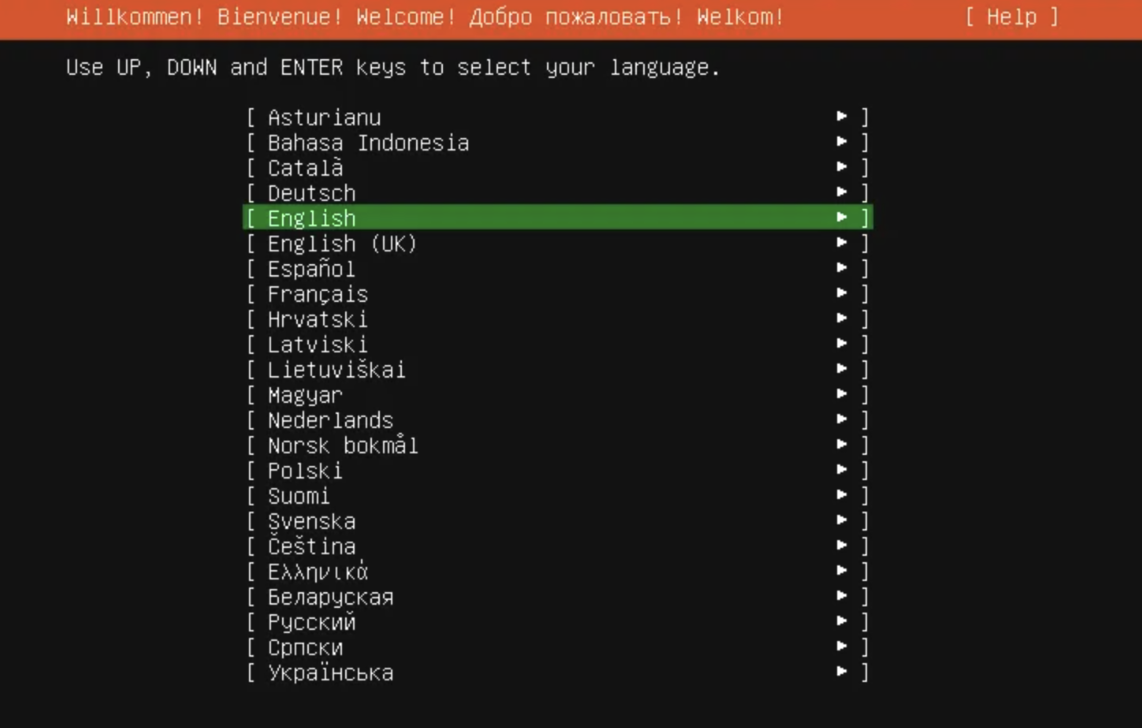 Willkommen! Bienvenue! Welcome! Добро пожаловать! Welkom! [ Help ]
Use UP, DOWN and ENTER keys to select your language.
[ Asturianu ▸ ]
[ Bahasa Indonesia ▸ ]
[ Català ▸ ]
[ Deutsch ▸ ]
[ English ▸ ]
[ English (UK) ▸ ]
[ Español ▸ ]
[ Français ▸ ]
[ Hrvatski ▸ ]
[ Latviski ▸ ]
[ Lietuviškai ▸ ]
[ Magyar ▸ ]
[ Nederlands ▸ ]
[ Norsk bokmål ▸ ]
[ Polski ▸ ]
[ Suomi ▸ ]
[ Svenska ▸ ]
[ Čeština ▸ ]
[ Ελληνικά ▸ ]
[ Беларуская ▸ ]
[ Русский ▸ ]
[ Српски ▸ ]
[ Українська ▸ ]